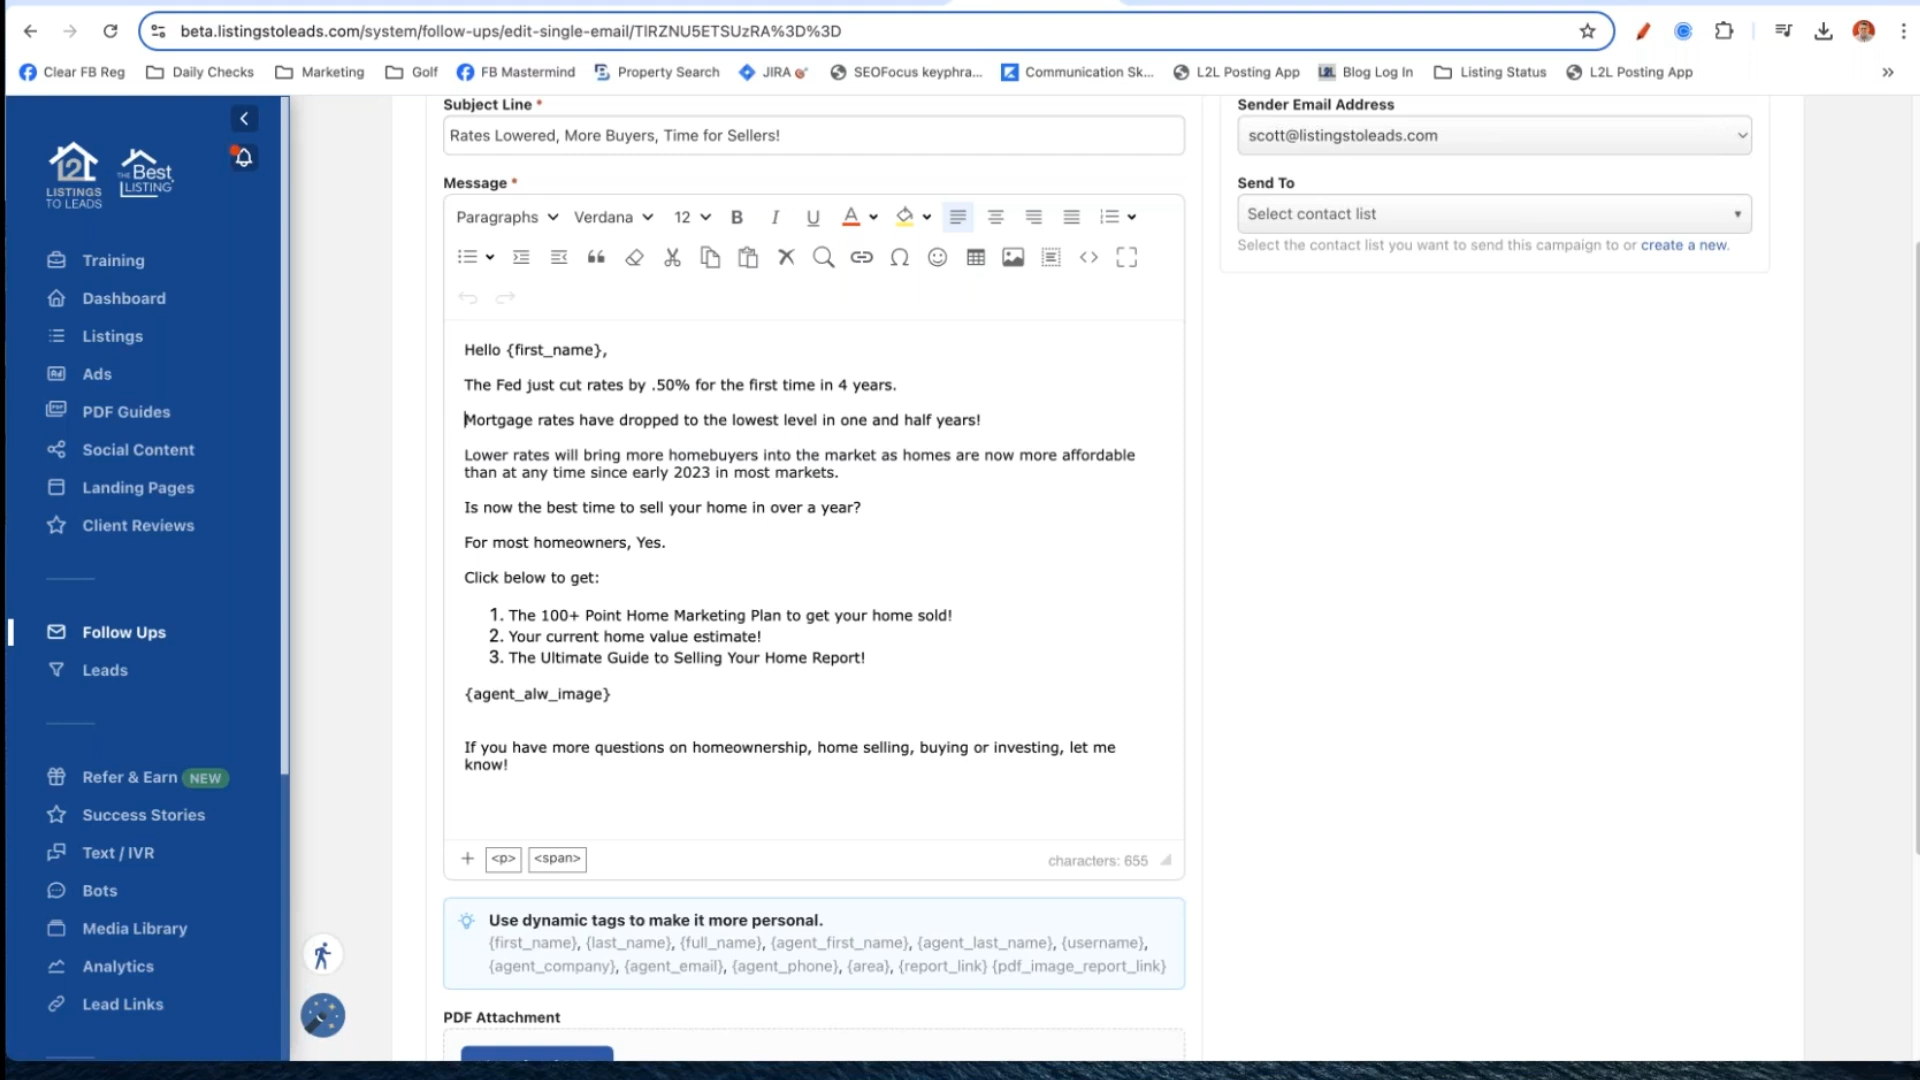 beta.listingstoleads.com/system/follow-ups/edit-single-email/TlRZNU5ETSUzRA%3D%3D
Clear FB Reg Daily Checks Marketing Golf FB Mastermind Property Search JIRA SEOFocus keyphra... Communication Sk... L2L Posting App L2L Blog Log In Listing Status L2L Posting App »
L2L LISTINGS TO LEADS THE Best LISTING
Training
Dashboard
Listings
Ads
PDF Guides
Social Content
Landing Pages
Client Reviews
Follow Ups
Leads
Refer & Earn NEW
Success Stories
Text / IVR
Bots
Media Library
Analytics
Lead Links
Subject Line *
Rates Lowered, More Buyers, Time for Sellers!
Message *
Paragraphs Verdana 12 B I U A
Hello {first_name},
The Fed just cut rates by .50% for the first time in 4 years.
Mortgage rates have dropped to the lowest level in one and half years!
Lower rates will bring more homebuyers into the market as homes are now more affordable
than at any time since early 2023 in most markets.
Is now the best time to sell your home in over a year?
For most homeowners, Yes.
Click below to get:
1. The 100+ Point Home Marketing Plan to get your home sold!
2. Your current home value estimate!
3. The Ultimate Guide to Selling Your Home Report!
{agent_alw_image}
If you have more questions on homeownership, home selling, buying or investing, let me
know!
+ <p> <span> characters: 655
Use dynamic tags to make it more personal.
{first_name}, {last_name}, {full_name}, {agent_first_name}, {agent_last_name}, {username},
{agent_company}, {agent_email}, {agent_phone}, {area}, {report_link} {pdf_image_report_link}
PDF Attachment
Sender Email Address
scott@listingstoleads.com
Send To
Select contact list
Select the contact list you want to send this campaign to or create a new.